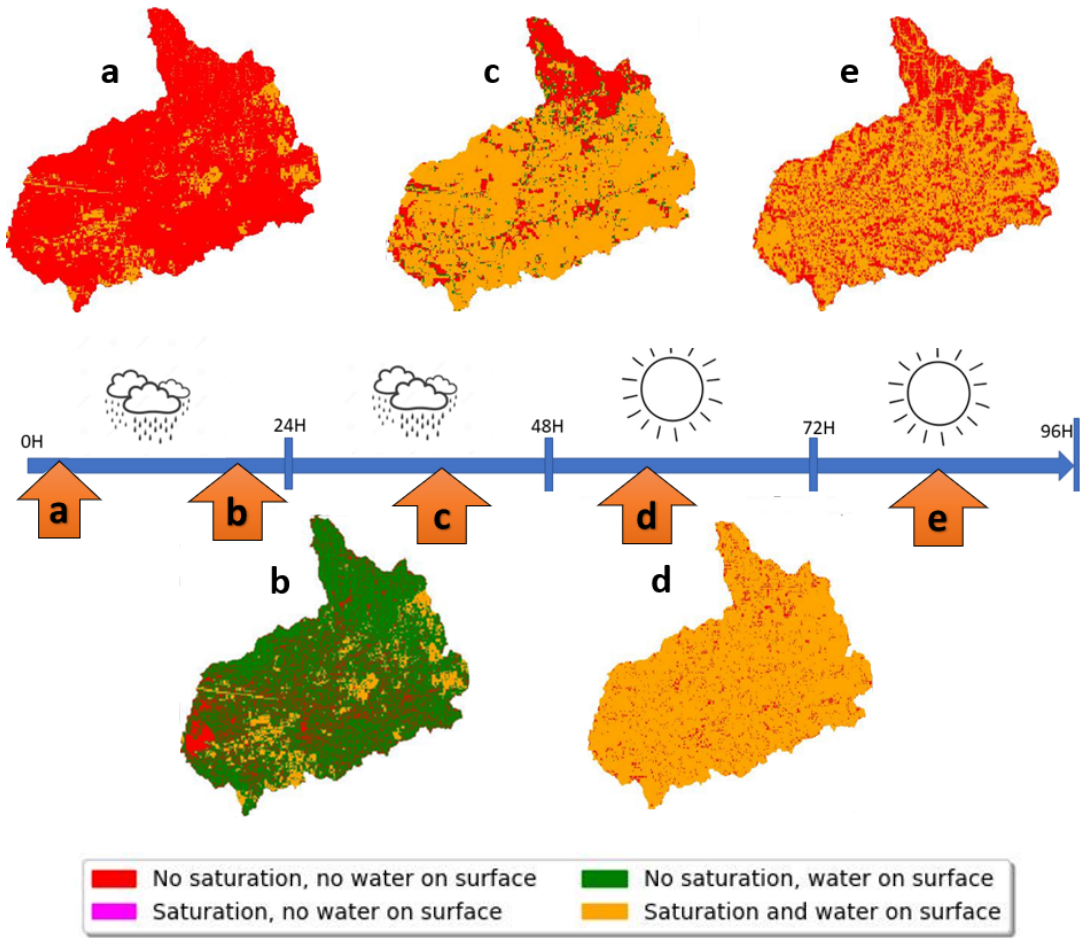 a
c
e
0H
24H
48H
72H
96H
a
b
c
d
e
b
d
No saturation, no water on surface
No saturation, water on surface
Saturation, no water on surface
Saturation and water on surface